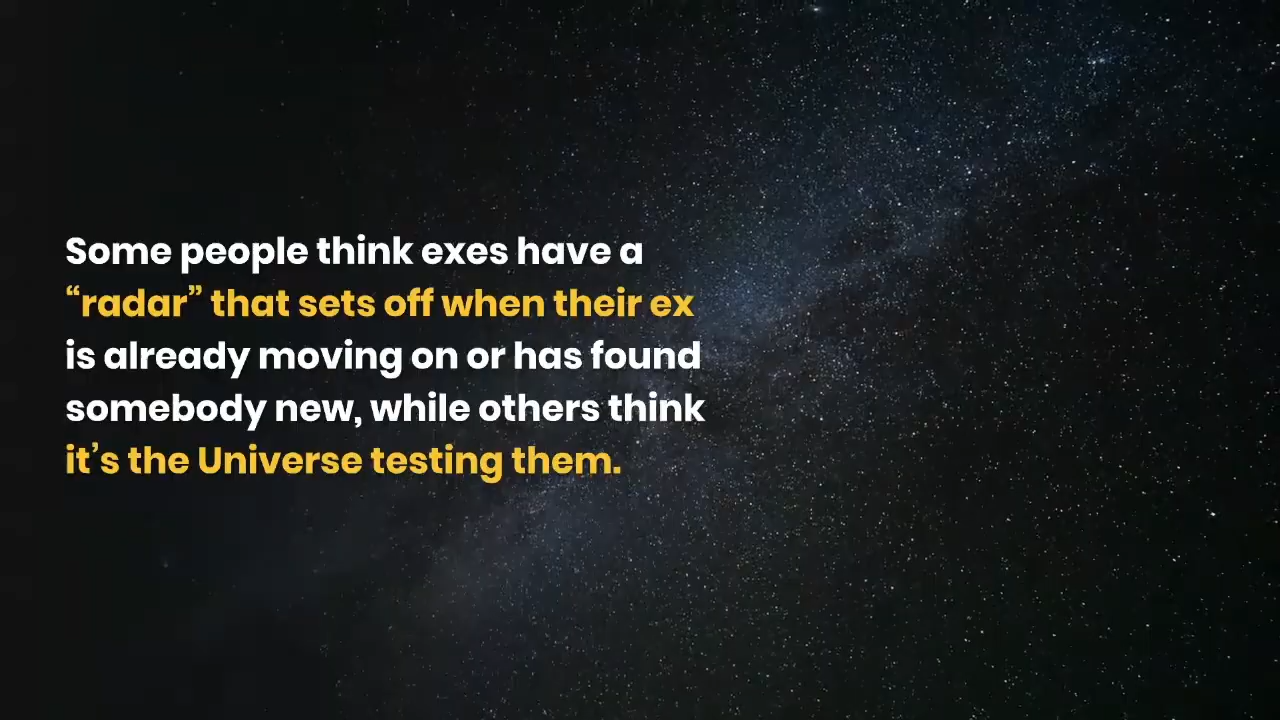 Some people think exes have a
“radar” that sets off when their ex
is already moving on or has found
somebody new, while others think
it’s the Universe testing them.